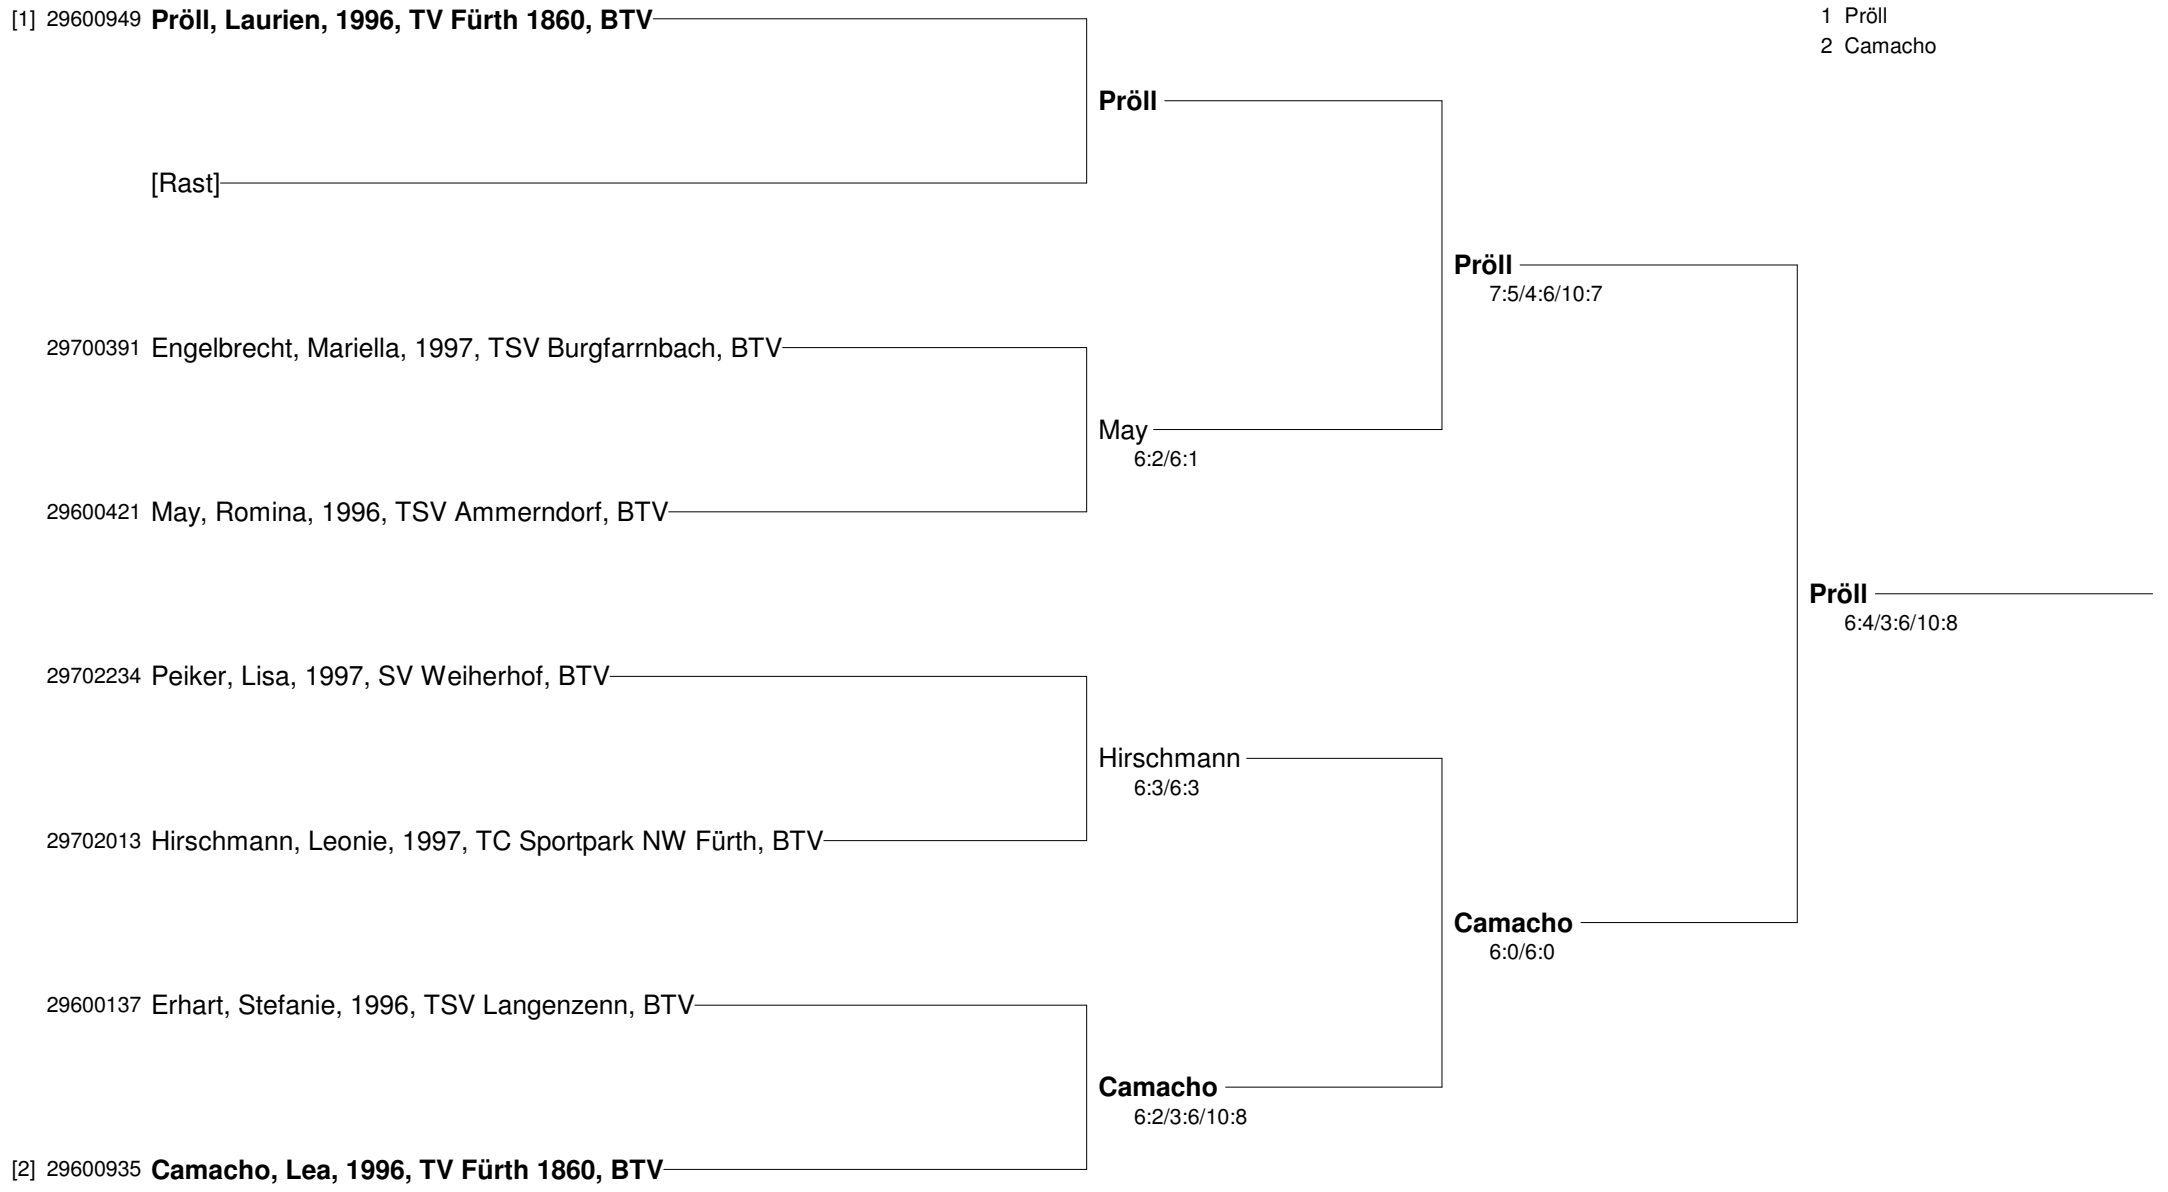 [1] 29600949 Pröll, Laurien, 1996, TV Fürth 1860, BTV
[Rast]
29700391 Engelbrecht, Mariella, 1997, TSV Burgfarrnbach, BTV
29600421 May, Romina, 1996, TSV Ammerndorf, BTV
29702234 Peiker, Lisa, 1997, SV Weiherhof, BTV
29702013 Hirschmann, Leonie, 1997, TC Sportpark NW Fürth, BTV
29600137 Erhart, Stefanie, 1996, TSV Langenzenn, BTV
[2] 29600935 Camacho, Lea, 1996, TV Fürth 1860, BTV
Pröll
May
6:2/6:1
Hirschmann
6:3/6:3
Camacho
6:2/3:6/10:8
Pröll
7:5/4:6/10:7
Camacho
6:0/6:0
Pröll
6:4/3:6/10:8
1 Pröll
2 Camacho